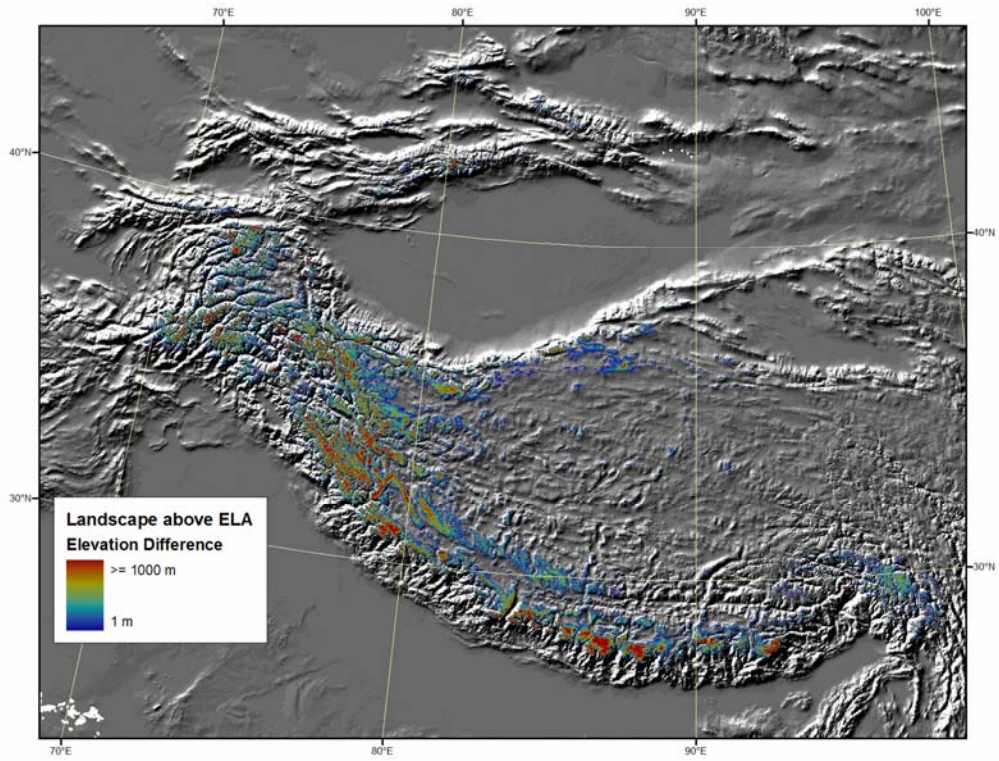 70°E 80°E 90°E 100°E
40°N
40°N
30°N
Landscape above ELA
Elevation Difference
>= 1000 m
1 m
30°N
70°E 80°E 90°E